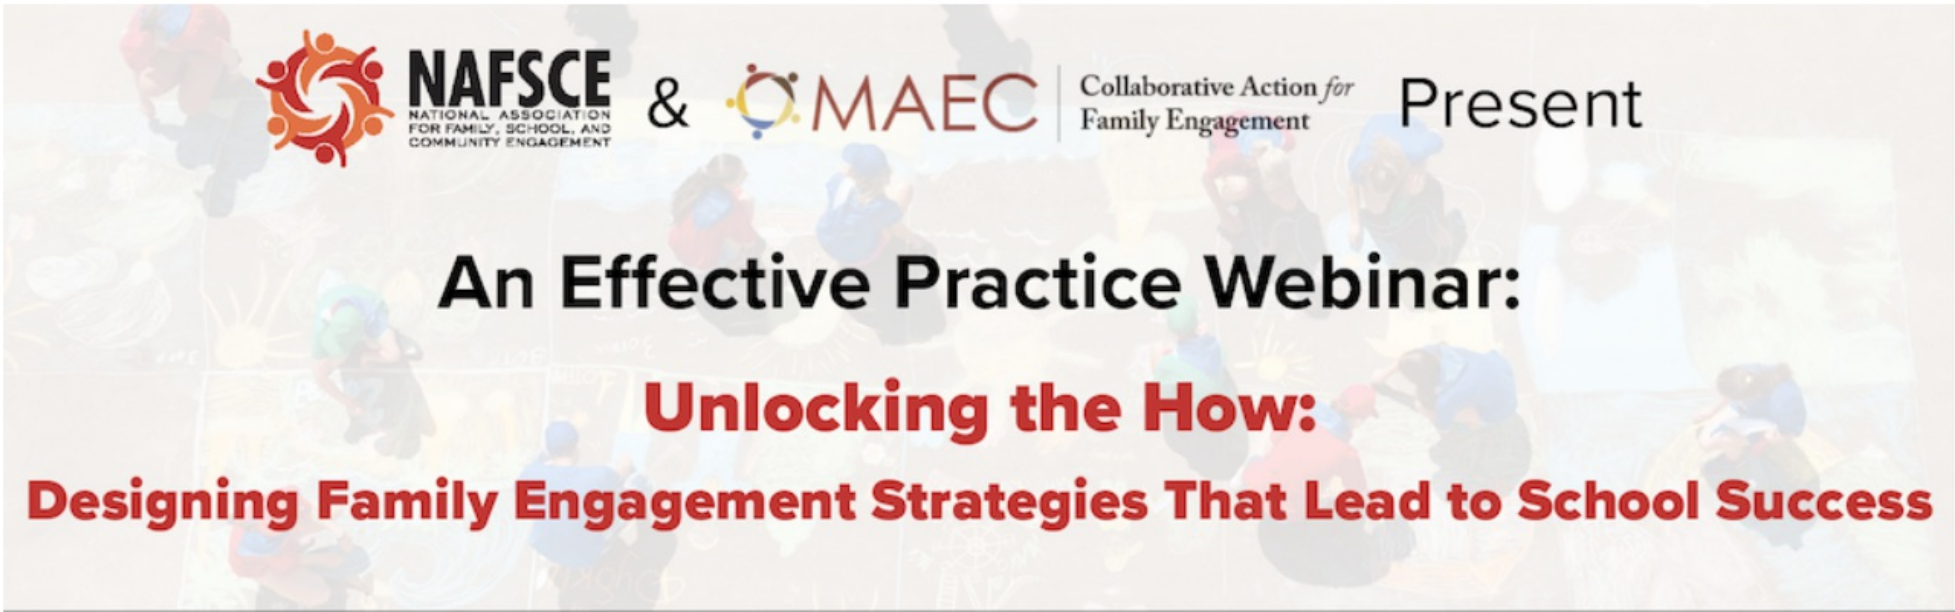 NAFSCE
NATIONAL ASSOCIATION
FOR FAMILY, SCHOOL, AND
COMMUNITY ENGAGEMENT
&
MAEC
Collaborative Action for
Family Engagement
Present
An Effective Practice Webinar:
Unlocking the How:
Designing Family Engagement Strategies That Lead to School Success